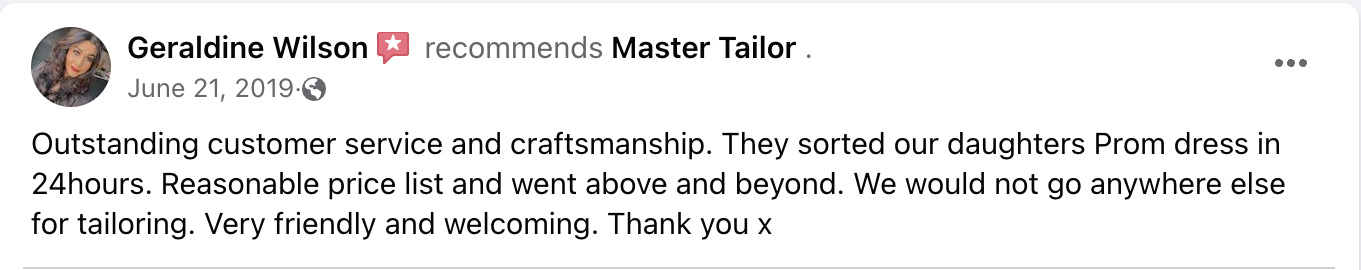 Geraldine Wilson recommends Master Tailor .
June 21, 2019·
Outstanding customer service and craftsmanship. They sorted our daughters Prom dress in
24hours. Reasonable price list and went above and beyond. We would not go anywhere else
for tailoring. Very friendly and welcoming. Thank you x